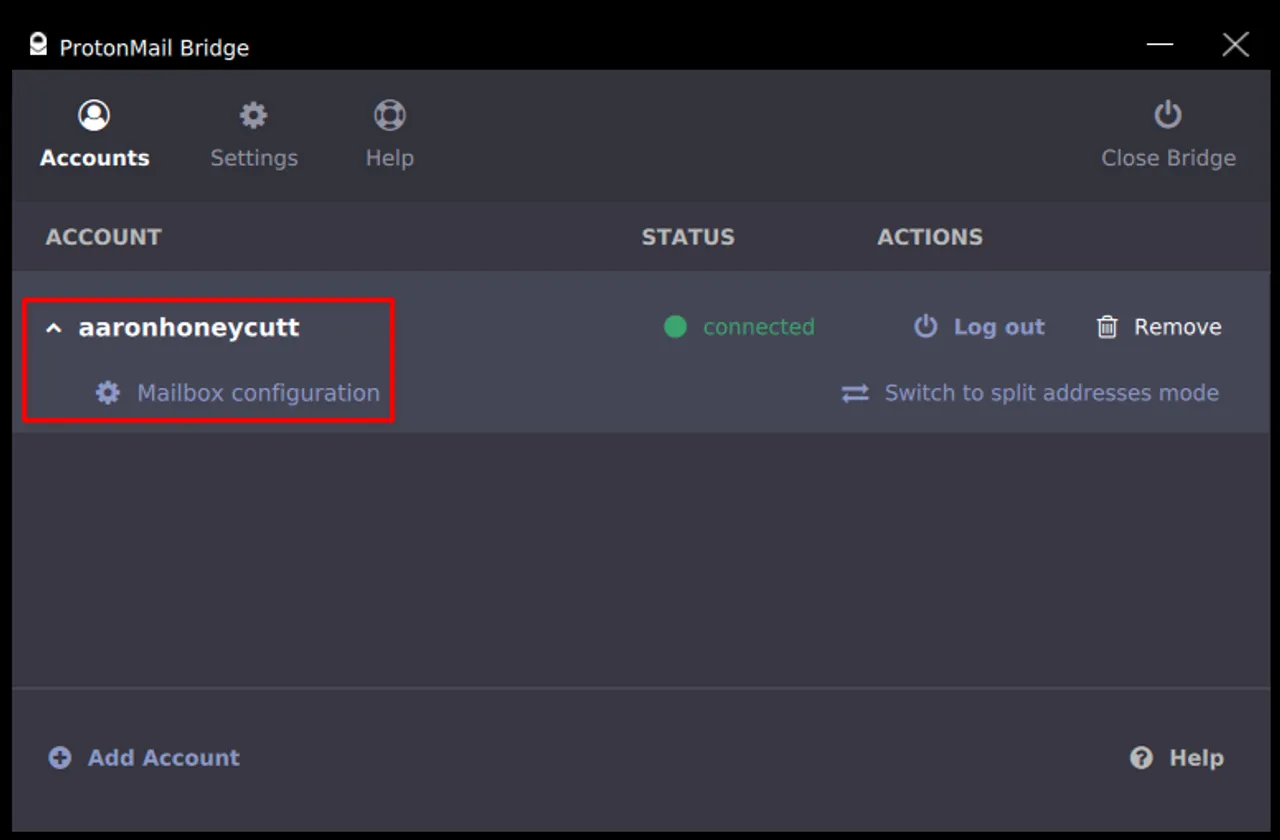 ProtonMail Bridge
Accounts Settings Help Close Bridge
ACCOUNT STATUS ACTIONS
aaronhoneycutt connected Log out Remove
Mailbox configuration Switch to split addresses mode
Add Account Help